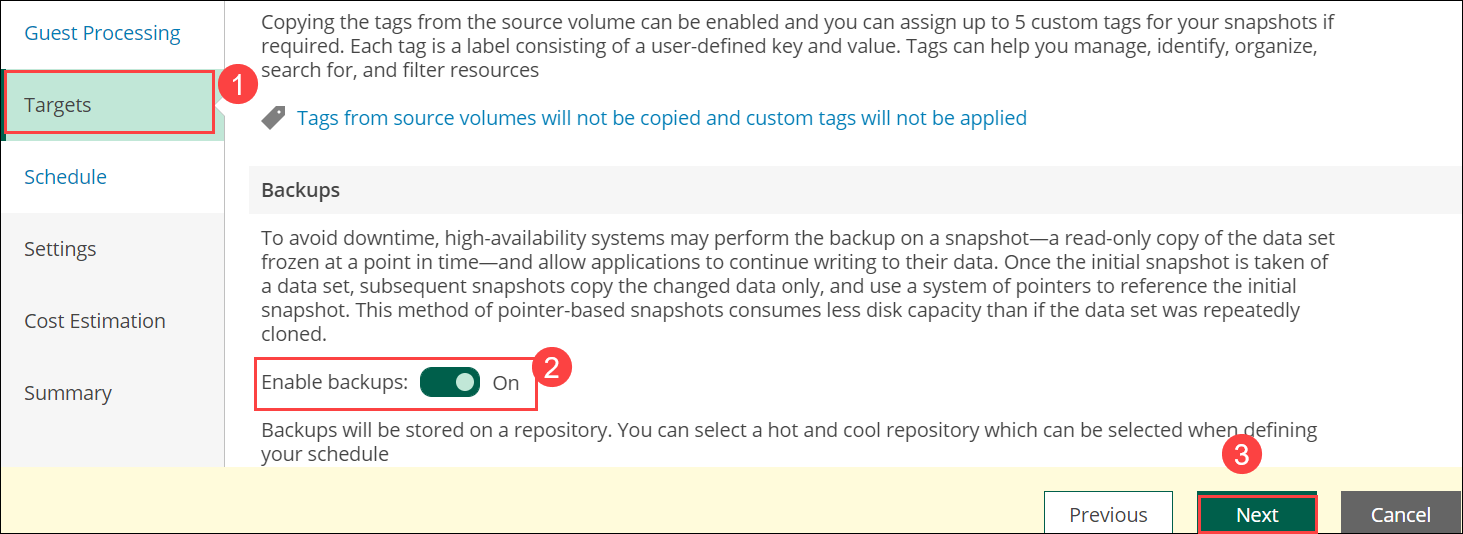 Guest Processing
Targets
1
Schedule
Settings
Cost Estimation
Summary
Copying the tags from the source volume can be enabled and you can assign up to 5 custom tags for your snapshots if
required. Each tag is a label consisting of a user-defined key and value. Tags can help you manage, identify, organize,
search for, and filter resources
Tags from source volumes will not be copied and custom tags will not be applied
Backups
To avoid downtime, high-availability systems may perform the backup on a snapshot—a read-only copy of the data set
frozen at a point in time—and allow applications to continue writing to their data. Once the initial snapshot is taken of
a data set, subsequent snapshots copy the changed data only, and use a system of pointers to reference the initial
snapshot. This method of pointer-based snapshots consumes less disk capacity than if the data set was repeatedly
cloned.
Enable backups: On
2
Backups will be stored on a repository. You can select a hot and cool repository which can be selected when defining
your schedule
3
Previous Next Cancel